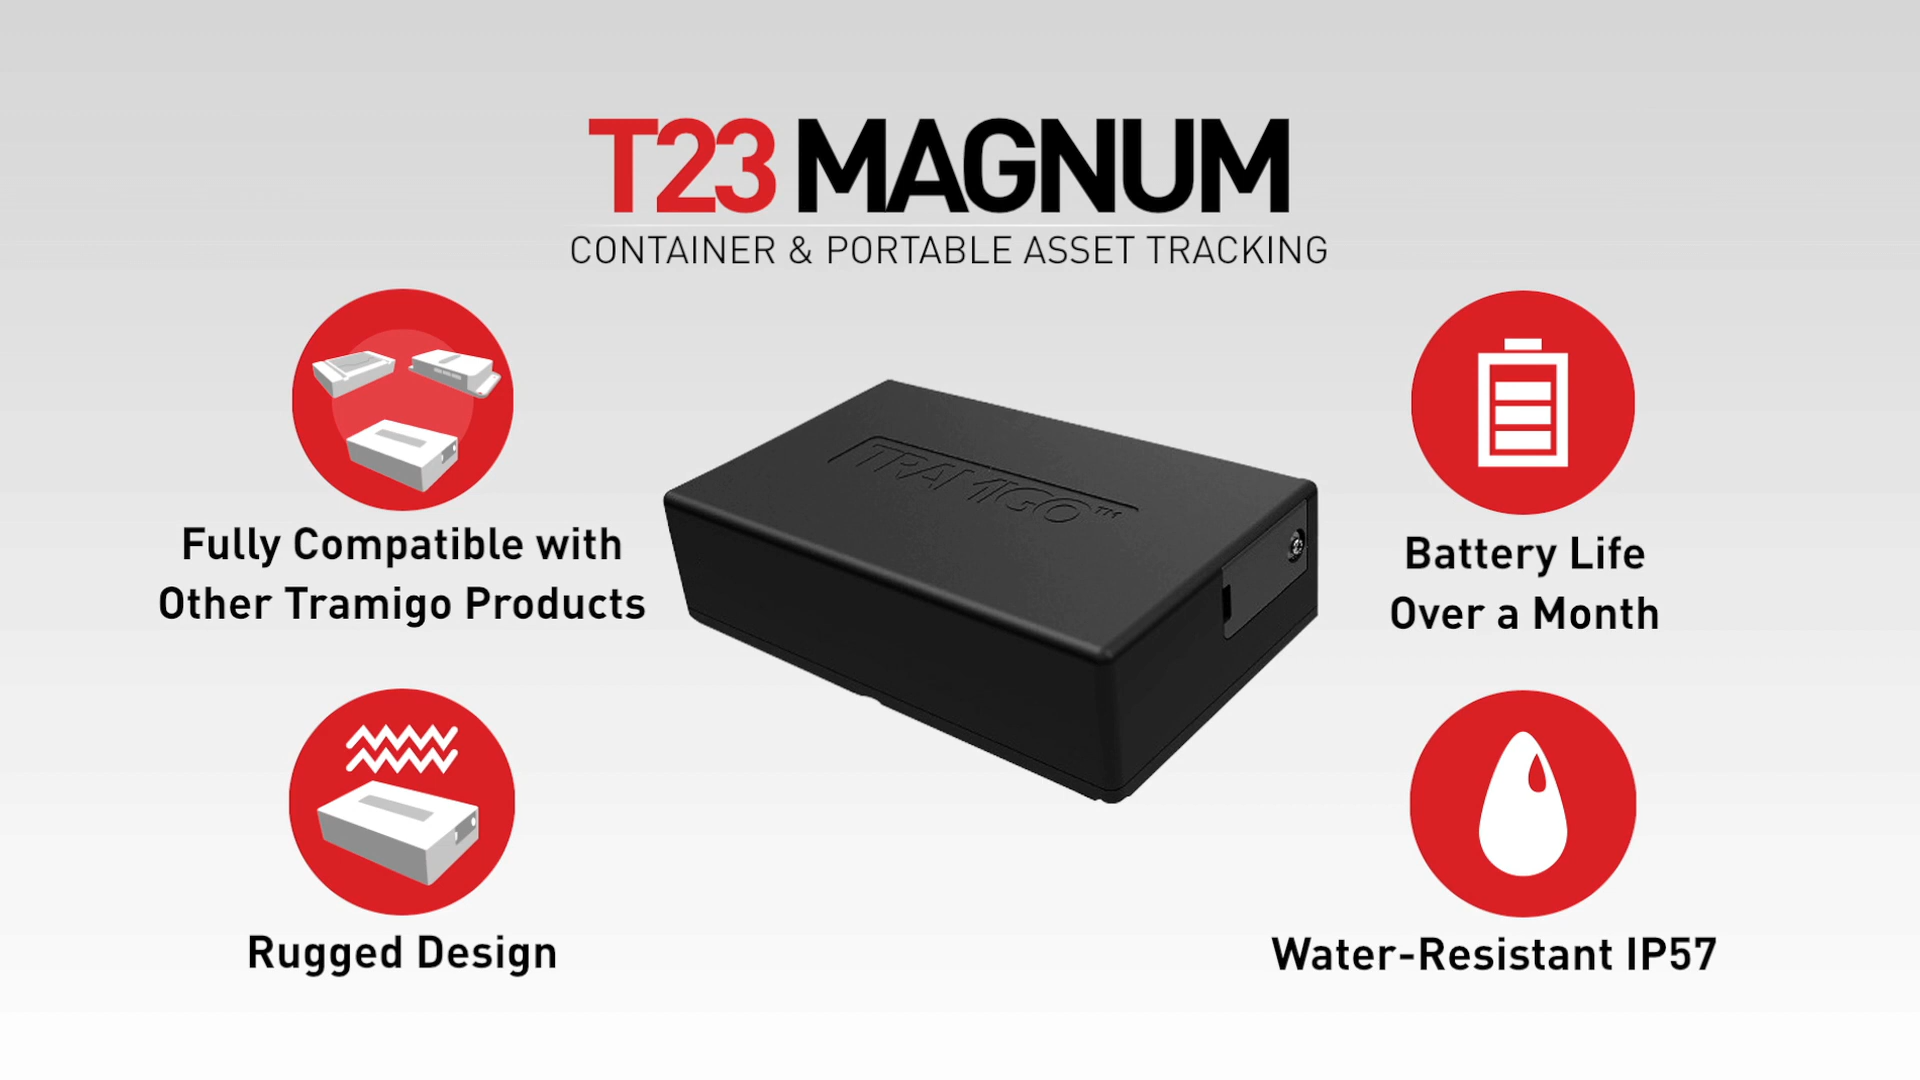 T23 MAGNUM
CONTAINER & PORTABLE ASSET TRACKING
Fully Compatible with
Other Tramigo Products
TRAMIGO™
Battery Life
Over a Month
Rugged Design
Water-Resistant IP57